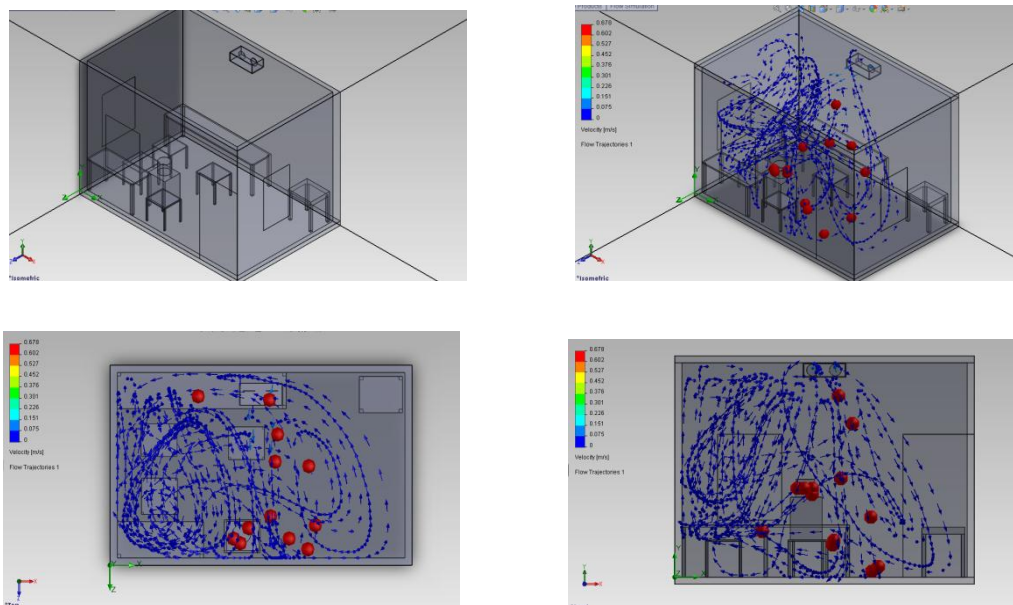 Z
X
Y
Z
X
*Isometric
Flow Simulation
0.678
0.602
0.527
0.452
0.376
0.301
0.226
0.151
0.075
0
Velocity [m/s]
Flow Trajectories 1
Y
Z
Y
Z
X
*Isometric
0.678
0.602
0.527
0.452
0.376
0.301
0.226
0.151
0.075
0
Velocity [m/s]
Flow Trajectories 1
Y
X
Z
X
Z
*Top
0.678
0.602
0.527
0.452
0.376
0.301
0.226
0.151
0.075
0
Velocity [m/s]
Flow Trajectories 1
Y
X
Y
X